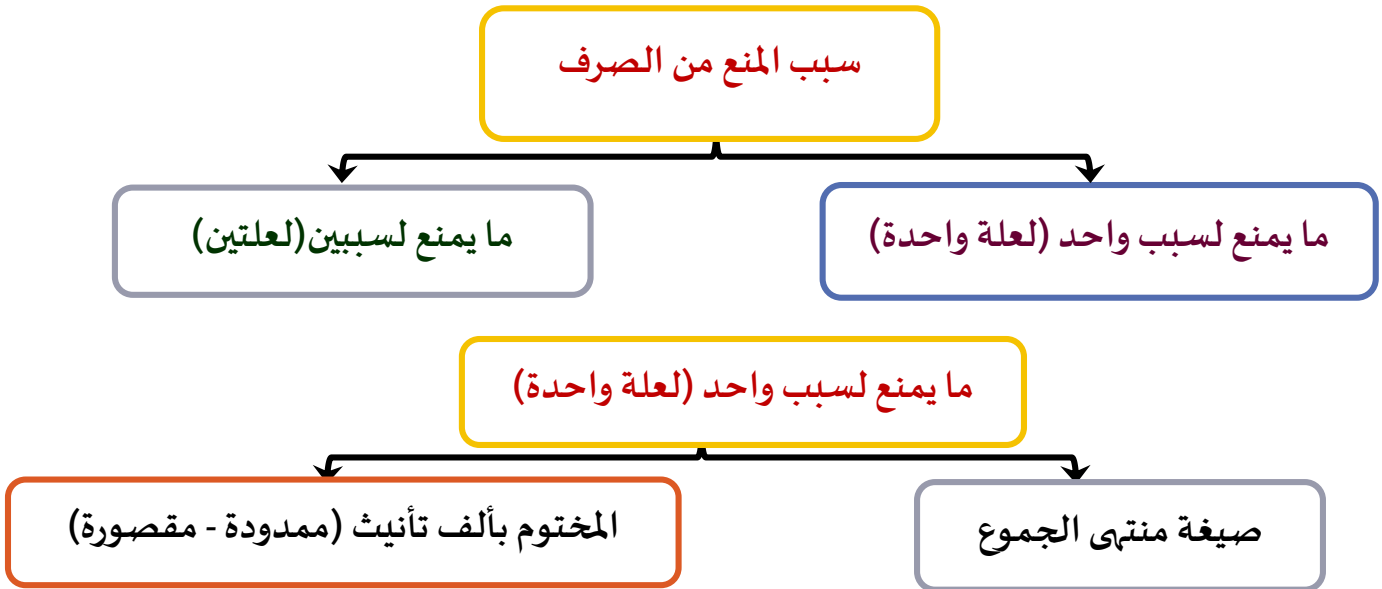 سبب المنع من الصرف
ما يمنع لسبب واحد (لعلة واحدة)
ما يمنع لسببين(لعلتين)
ما يمنع لسبب واحد (لعلة واحدة)
صيغة منتهى الجموع
المختوم بألف تأنيث (ممدودة - مقصورة)